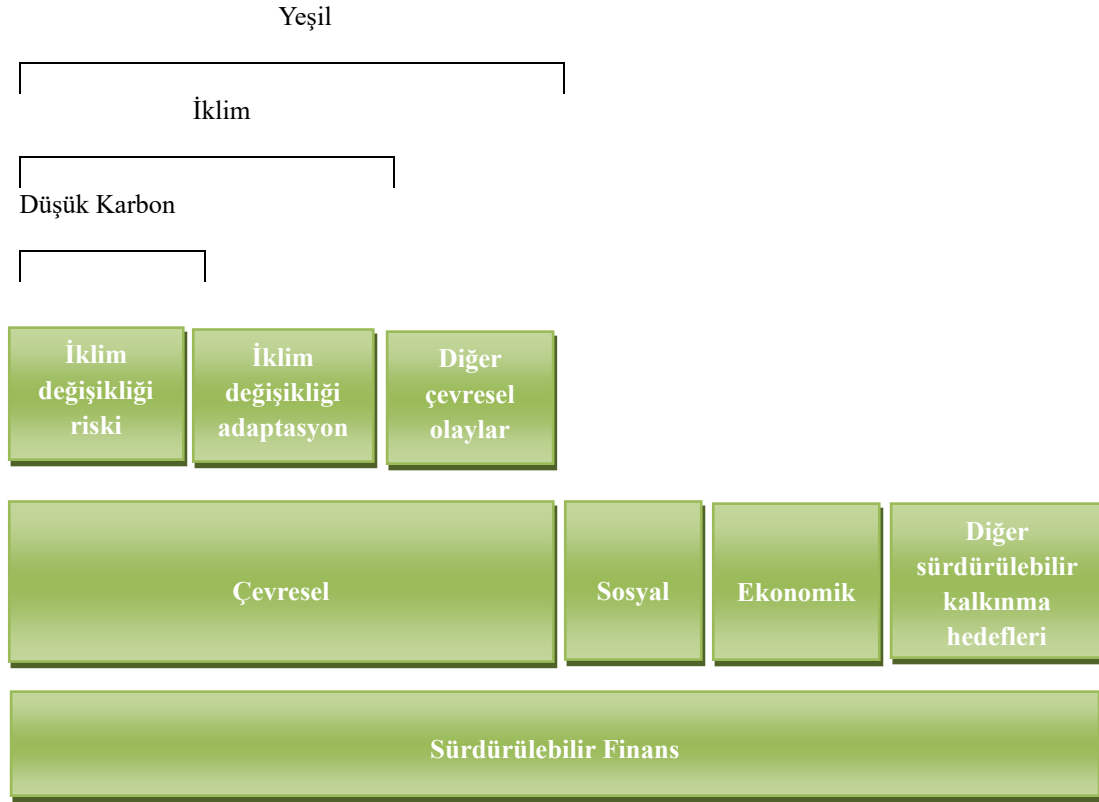 Yeşil
İklim
Düşük Karbon
İklim
değişikliği
riski
İklim
değişikliği
adaptasyon
Diğer
çevresel
olaylar
Çevresel
Sosyal
Ekonomik
Diğer
sürdürülebilir
kalkınma
hedefleri
Sürdürülebilir Finans